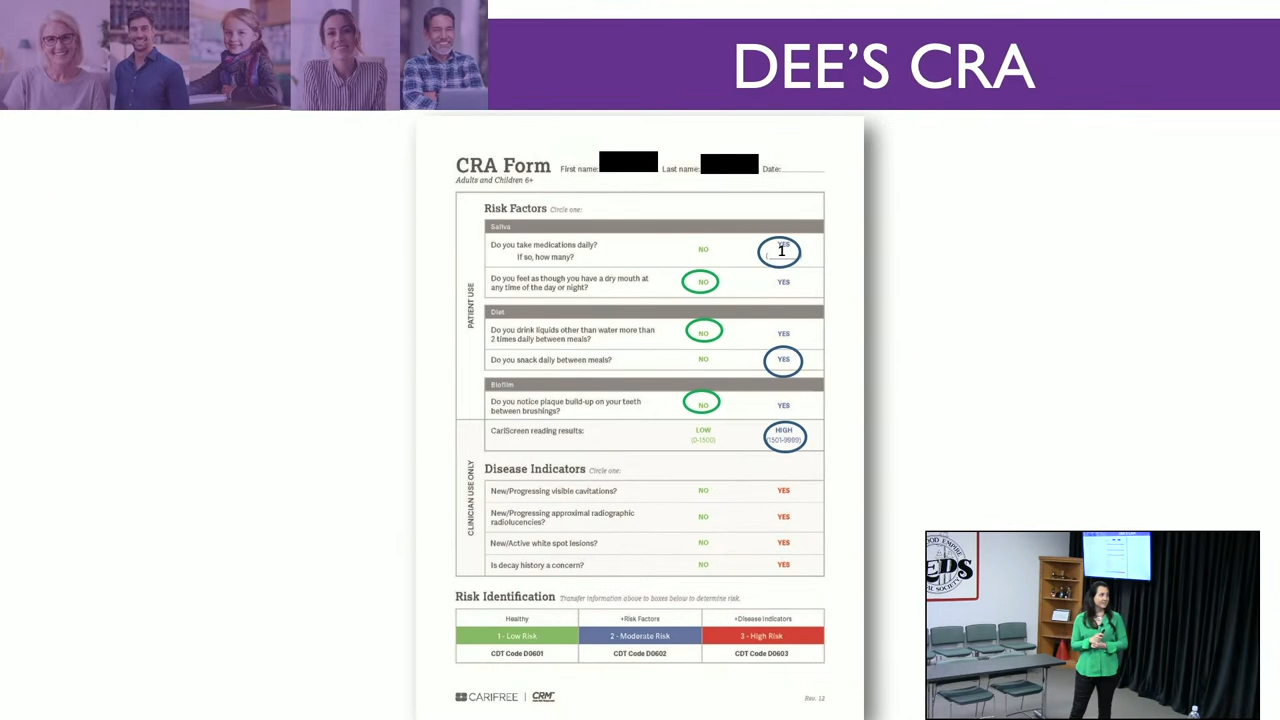 DEE'S CRA
CRA Form First name: Last name: Date:
Adults and Children 6+
Risk Factors Circle one:
Saliva
Do you take medications daily? NO YES
If so, how many? ( 1 )
Do you feel as though you have a dry mouth at
any time of the day or night? NO YES
Diet
Do you drink liquids other than water more than
2 times daily between meals? NO YES
Do you snack daily between meals? NO YES
Biofilm
Do you notice plaque build-up on your teeth
between brushings? NO YES
PATIENT USE
CariScreen reading results: LOW HIGH
(0-1500) (1501-9999)
Disease Indicators Circle one:
New/Progressing visible cavitations? NO YES
New/Progressing approximal radiographic
radiolucencies? NO YES
New/Active white spot lesions? NO YES
Is decay history a concern? NO YES
CLINICIAN USE ONLY
Risk Identification Transfer information above to boxes below to determine risk.
Healthy +Risk Factors +Disease Indicators
1 - Low Risk 2 - Moderate Risk 3 - High Risk
CDT Code D0601 CDT Code D0602 CDT Code D0603
CARIFREE | CRM
Rev. 12